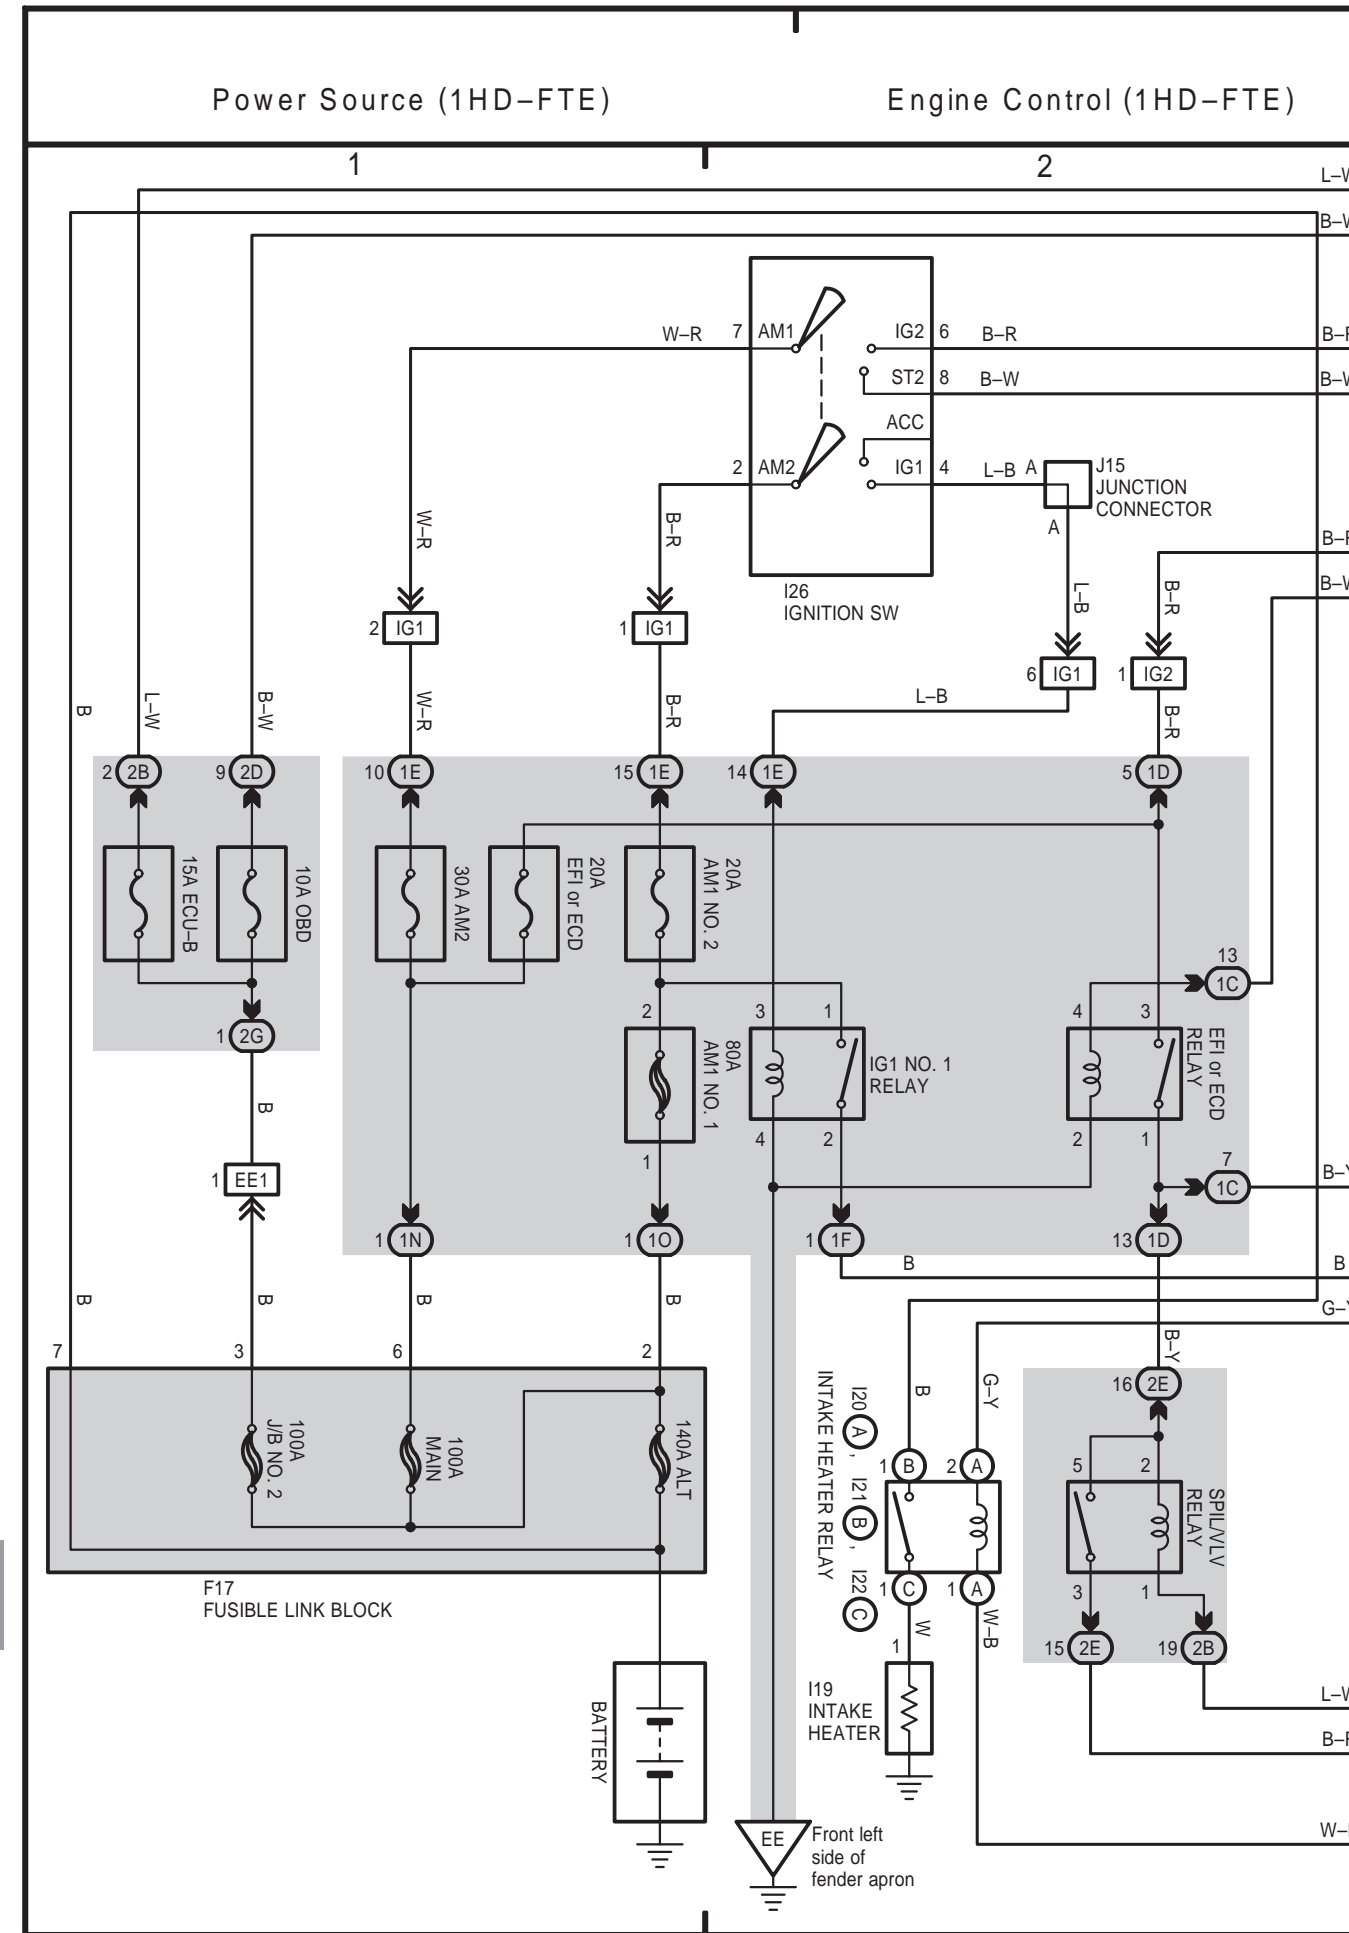 Power Source (1HD–FTE)
Engine Control (1HD–FTE)
1
2
L–W
B–W
W–R
7
AM1
IG2
6
B–R
B–R
ST2
8
B–W
B–W
ACC
2
AM2
IG1
4
L–B
A
J15
JUNCTION
CONNECTOR
A
W–R
B–R
I26
IGNITION SW
L–B
B–R
B–R
B–W
2
IG1
1
IG1
6
IG1
1
IG2
L–B
B
L–W
B–W
W–R
B–R
B–R
2
2B
9
2D
10
1E
15
1E
14
1E
5
1D
15A ECU–B
10A OBD
30A AM2
20A
EFI or ECD
20A
AM1 NO. 2
13
1C
2
3
1
4
3
80A
AM1 NO. 1
IG1 NO. 1
RELAY
EFI or ECD
RELAY
1
2G
1
4
2
2
1
B
1
EE1
7
1C
B–Y
1
1N
1
1O
1
1F
13
1D
B
B
B
B
B
B
G–Y
B–Y
7
3
6
2
100A
J/B NO. 2
100A
MAIN
140A ALT
F17
FUSIBLE LINK BLOCK
I20 A , I21 B , I22 C
INTAKE HEATER RELAY
B
G–Y
1
B
2
A
1
C
1
A
W
W–B
16
2E
5
2
SPIL/VLV
RELAY
3
1
15
2E
19
2B
1
I19
INTAKE
HEATER
BATTERY
EE
Front left
side of
fender apron